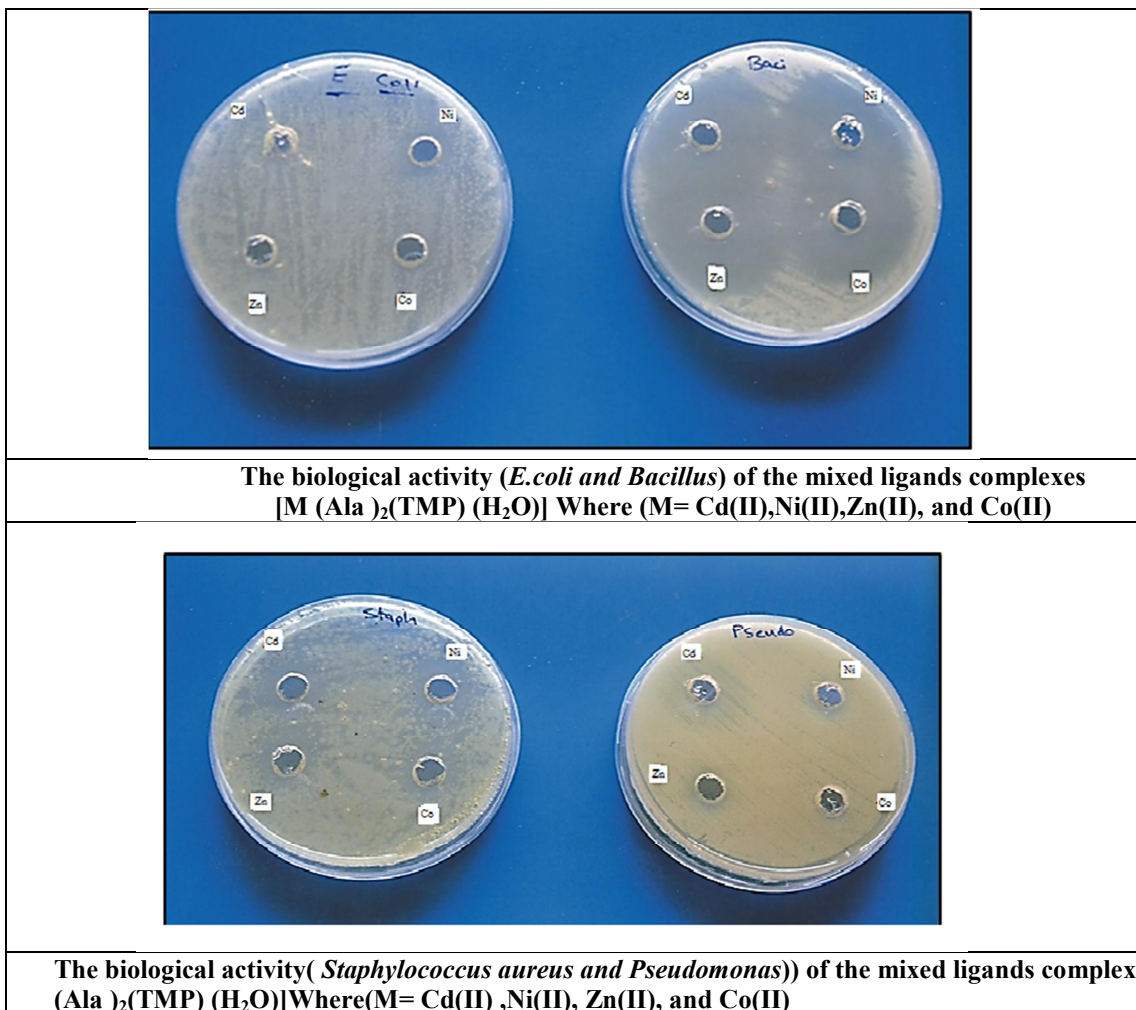 E Coli
Cd
Ni
Zn
Co
Baci
Cd
Ni
Zn
Co
The biological activity (E.coli and Bacillus) of the mixed ligands complexes
[M (Ala )₂(TMP) (H₂O)] Where (M= Cd(II),Ni(II),Zn(II), and Co(II)
Staph
Cd
Ni
Zn
Co
Pseudo
Cd
Ni
Zn
Co
The biological activity( Staphylococcus aureus and Pseudomonas)) of the mixed ligands complex
(Ala )₂(TMP) (H₂O)]Where(M= Cd(II) ,Ni(II), Zn(II), and Co(II)